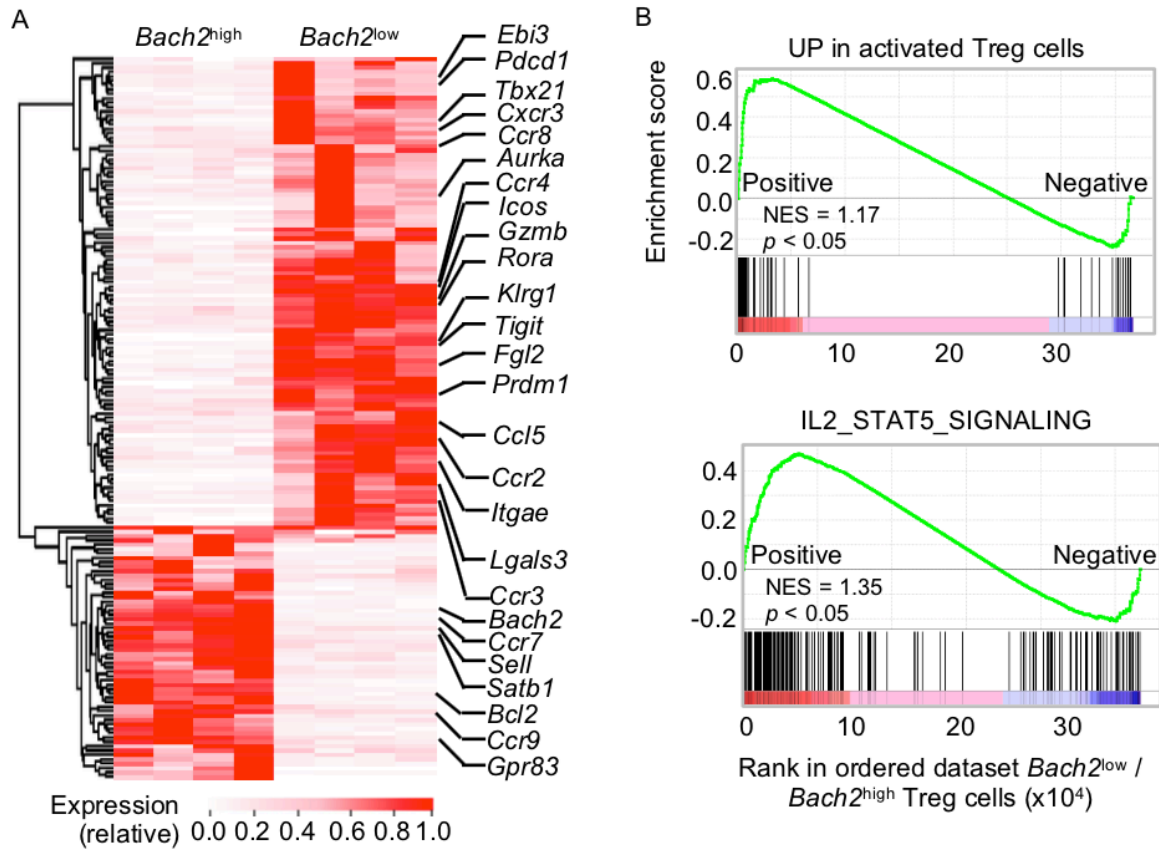 A
Bach2high
Bach2low
Ebi3
Pdcd1
Tbx21
Cxcr3
Ccr8
Aurka
Ccr4
Icos
Gzmb
Rora
Klrg1
Tigit
Fgl2
Prdm1
Ccl5
Ccr2
Itgae
Lgals3
Ccr3
Bach2
Ccr7
Sell
Satb1
Bcl2
Ccr9
Gpr83
Expression
(relative)
0.0 0.2 0.4 0.6 0.8 1.0
B
UP in activated Treg cells
Enrichment score
0.6
0.4
0.2
0.0
-0.2
Positive
Negative
NES = 1.17
p < 0.05
0 10 20 30
IL2_STAT5_SIGNALING
0.4
0.2
0.0
-0.2
Positive
Negative
NES = 1.35
p < 0.05
0 10 20 30
Rank in ordered dataset Bach2low /
Bach2high Treg cells (x10⁴)